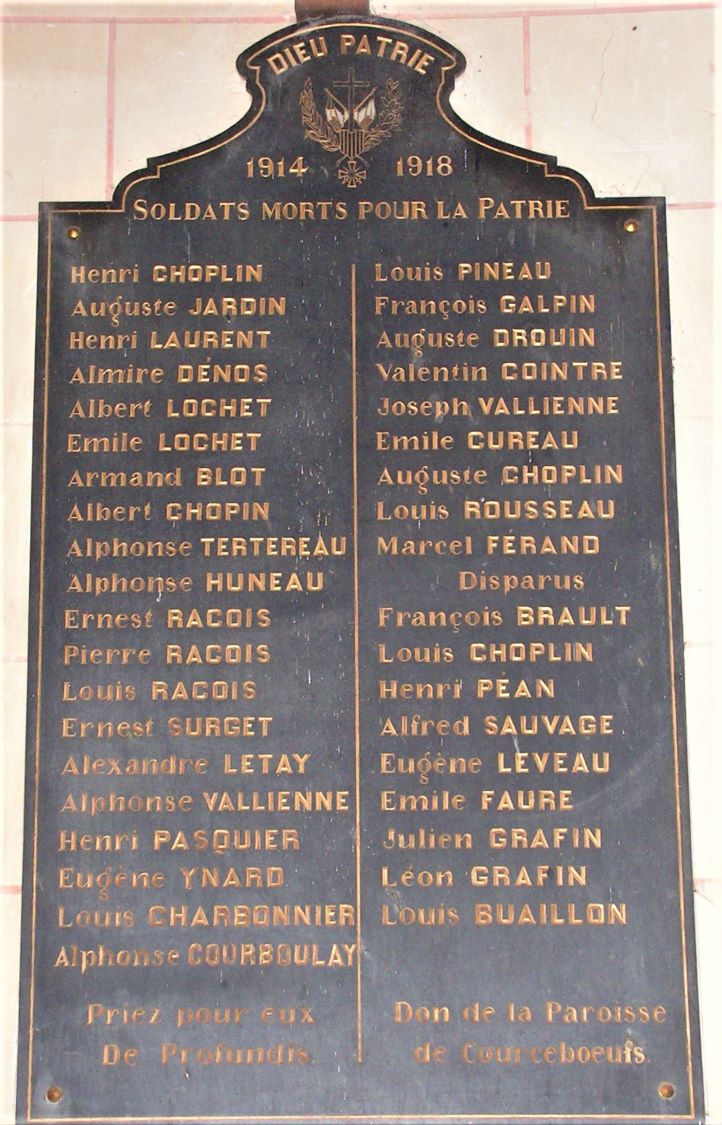 DIEU PATRIE
1914 1918
SOLDATS MORTS POUR LA PATRIE
Henri CHOPLIN
Auguste JARDIN
Henri LAURENT
Almire DÉNOS
Albert LOCHET
Emile LOCHET
Armand BLOT
Albert CHOPIN
Alphonse TERTEREAU
Alphonse HUNEAU
Ernest RACOIS
Pierre RACOIS
Louis RACOIS
Ernest SURGET
Alexandre LETAY
Alphonse VALLIENNE
Henri PASQUIER
Eugène YNARD
Louis CHARBONNIER
Alphonse COURBOULAY
Priez pour eux
De Profundis.
Louis PINEAU
François GALPIN
Auguste DROUIN
Valentin COINTRE
Joseph VALLIENNE
Emile CUREAU
Auguste CHOPLIN
Louis ROUSSEAU
Marcel FÉRAND
Disparus
François BRAULT
Louis CHOPLIN
Henri PÉAN
Alfred SAUVAGE
Eugène LEVEAU
Emile FAURE
Julien GRAFIN
Léon GRAFIN
Louis BUAILLON
Don de la Paroisse
de Courceboeufs.